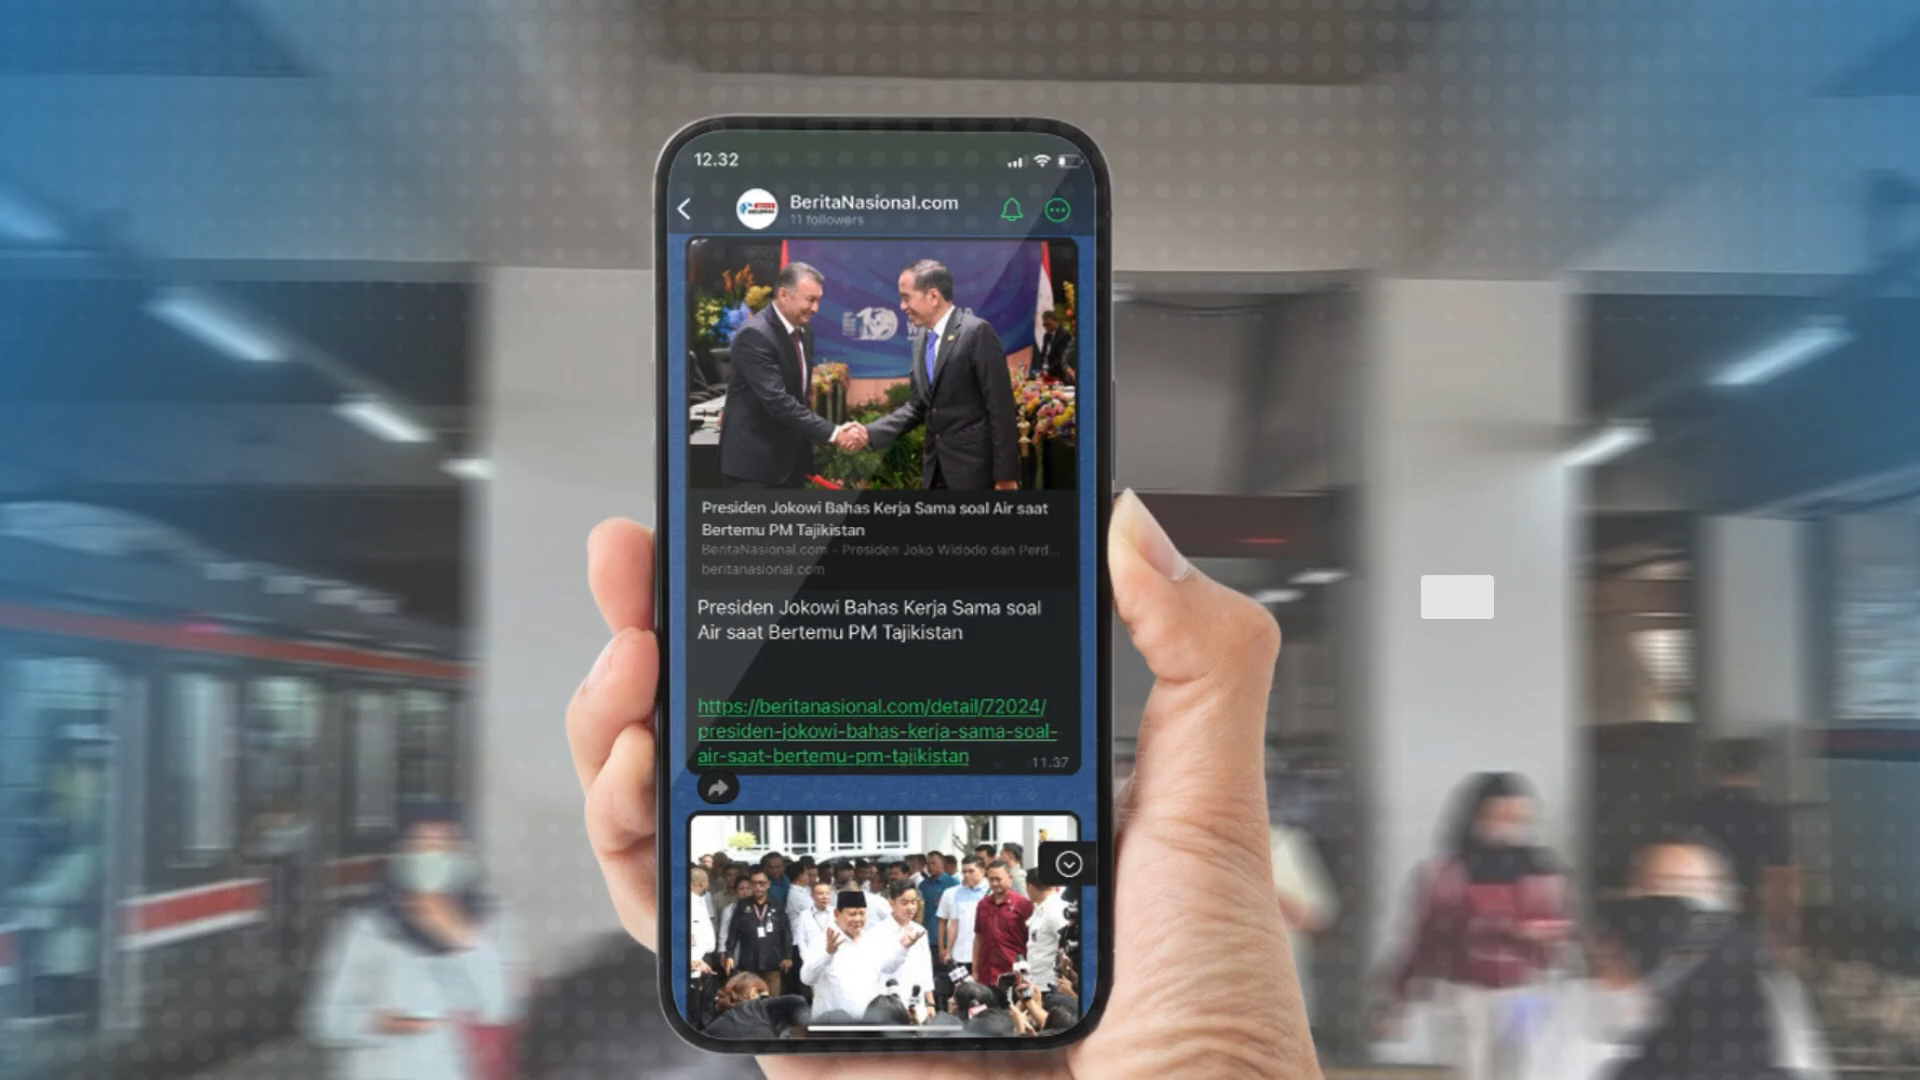 12.32
BeritaNasional.com
11 followers
10
Presiden Jokowi Bahas Kerja Sama soal Air saat
Bertemu PM Tajikistan
BeritaNasional.com - Presiden Joko Widodo dan Perd...
beritanasional.com
Presiden Jokowi Bahas Kerja Sama soal
Air saat Bertemu PM Tajikistan
https://beritanasional.com/detail/72024/
presiden-jokowi-bahas-kerja-sama-soal-
air-saat-bertemu-pm-tajikistan
11.37